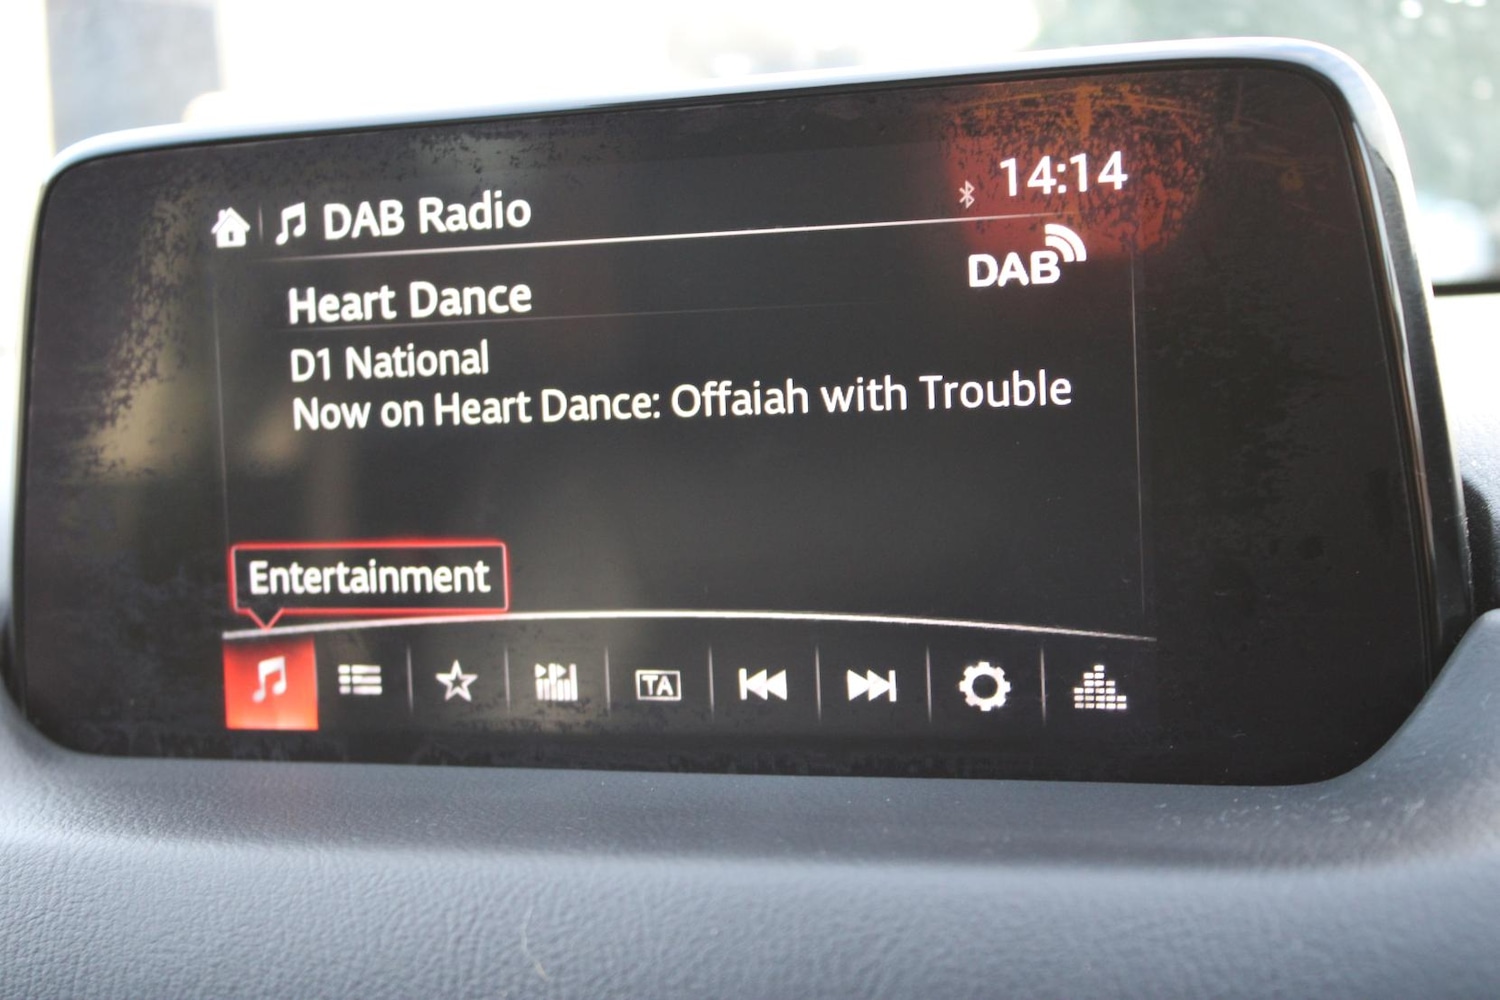 DAB Radio
14:14
DAB
Heart Dance
D1 National
Now on Heart Dance: Offaiah with Trouble
Entertainment
TA